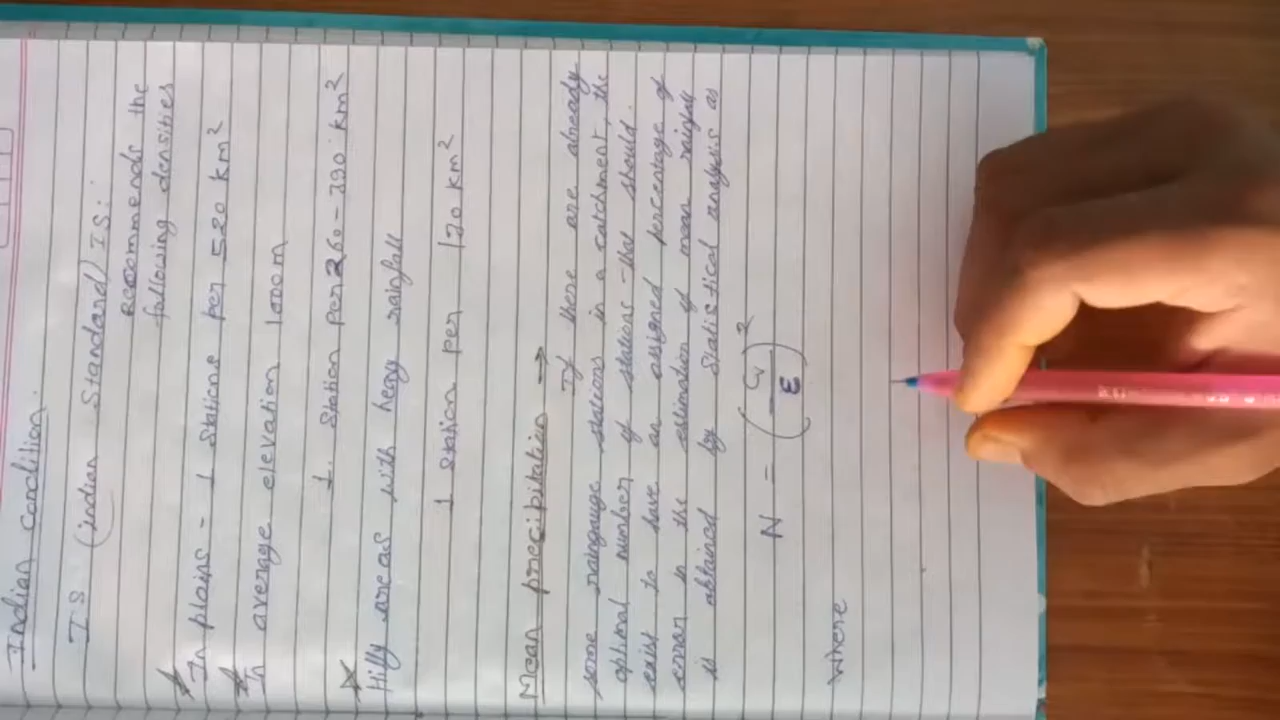 Indian condition.
IS (indian standard) IS:
recommends the
following densities
In plains - 1 stations per 520 km²
In average elevation 1000m
1. station per 260-390 km²
Hilly areas with heavy rainfall
1 station per 130 km²
Mean precipitation →
If there are already
some raingauge stations in a catchment, the
optimal number of stations that should.
exist to have an assigned percentage of
error in the estimation of mean rainfall
is obtained by statistical analysis as
N = (Cv/ε)²
where